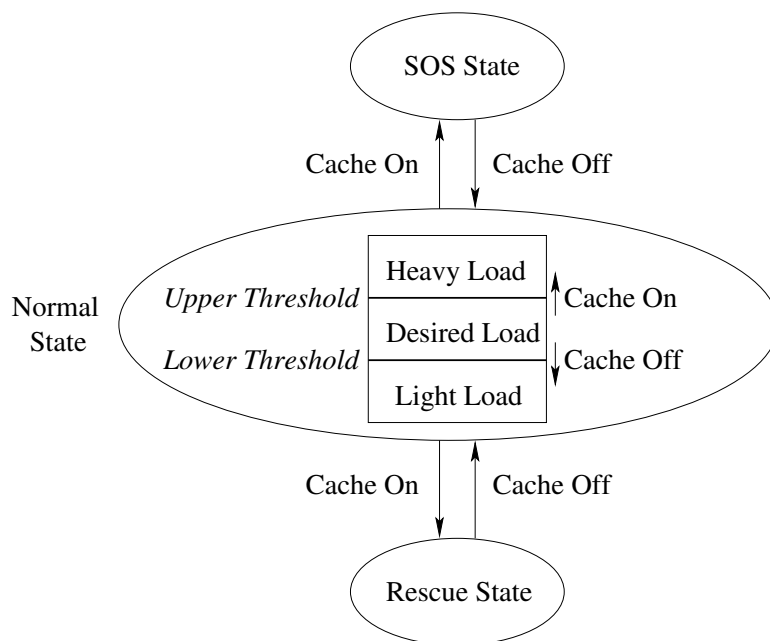 SOS State
Cache On
Cache Off
Heavy Load
Normal
State
Upper Threshold
Cache On
Desired Load
Lower Threshold
Cache Off
Light Load
Cache On
Cache Off
Rescue State